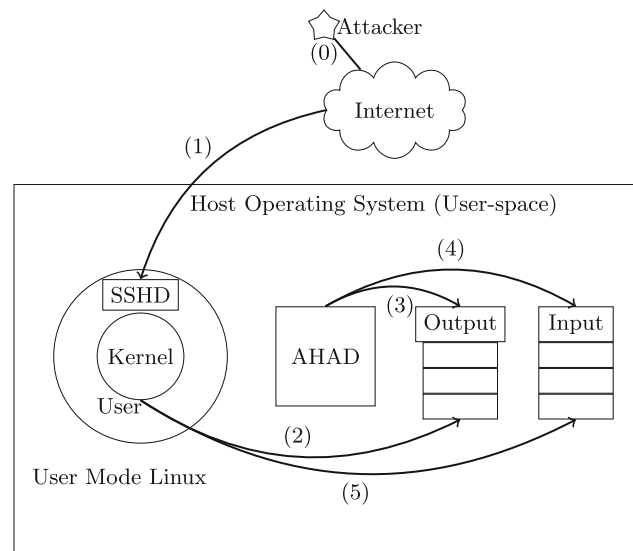 Attacker
(0)
Internet
(1)
Host Operating System (User-space)
(4)
SSHD
(3)
Output
Input
Kernel
AHAD
User
(2)
User Mode Linux
(5)